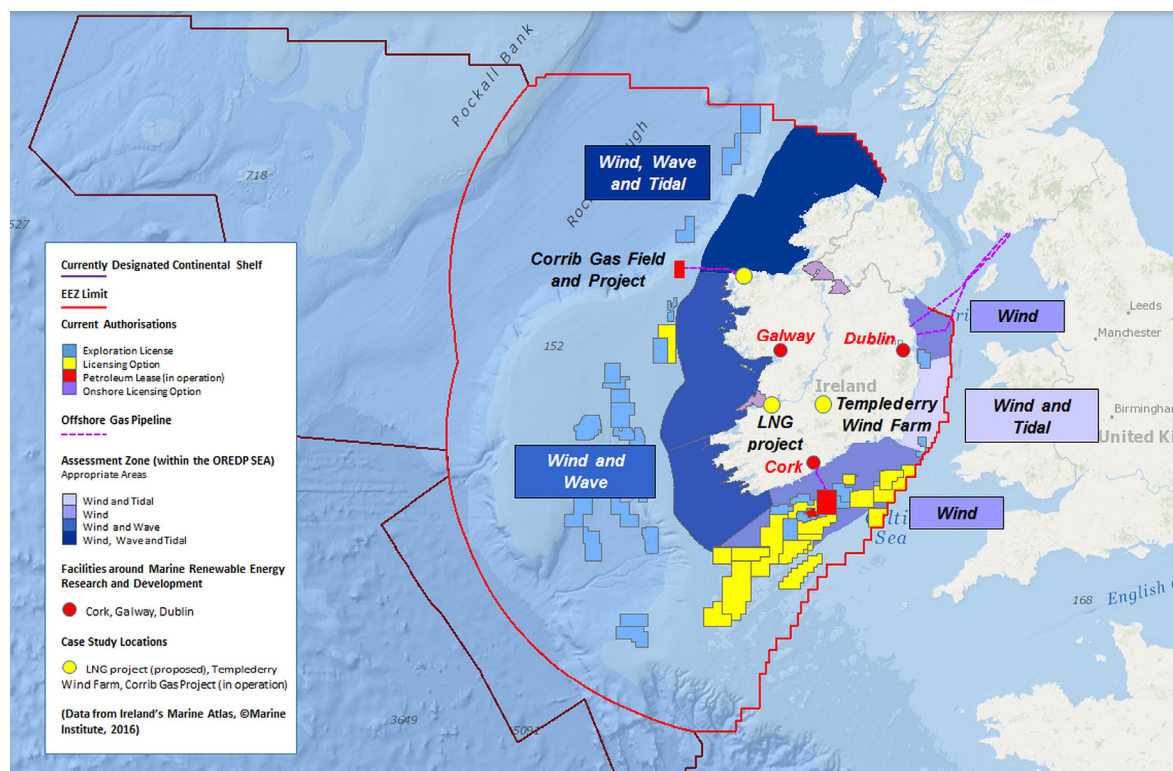 Rockall Bank
718
Rock
ough
527
Wind, Wave
and Tidal
Corrib Gas Field
and Project
152
Galway
Dublin
Ireland
LNG
project
Templederry
Wind Farm
Cork
Wind and
Wave
Wind
Wind and
Tidal
Wind
Sea
Leeds
Manchester
Birmingham
United Ki
168
English
3649
5091
Currently Designated Continental Shelf
EEZ Limit
Current Authorisations
Exploration License
Licensing Option
Petroleum Lease (in operation)
Onshore Licensing Option
Offshore Gas Pipeline
Assessment Zone (within the OREDP SEA)
Appropriate Areas
Wind and Tidal
Wind
Wind and Wave
Wind, Wave and Tidal
Facilities around Marine Renewable Energy
Research and Development
Cork, Galway, Dublin
Case Study Locations
LNG project (proposed), Templederry
Wind Farm, Corrib Gas Project (in operation)
(Data from Ireland's Marine Atlas, ©Marine
Institute, 2016)